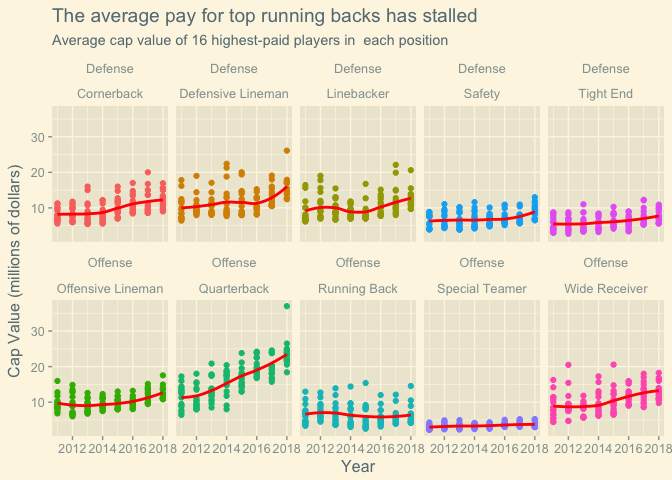 The average pay for top running backs has stalled
Average cap value of 16 highest-paid players in  each position
Defense Defense Defense Defense Defense
Cornerback Defensive Lineman Linebacker Safety Tight End
30
20
10
Offense Offense Offense Offense Offense
Offensive Lineman Quarterback Running Back Special Teamer Wide Receiver
30
20
10
Cap Value (millions of dollars)
2012 2014 2016 2018 2012 2014 2016 2018 2012 2014 2016 2018 2012 2014 2016 2018 2012 2014 2016 2018
Year